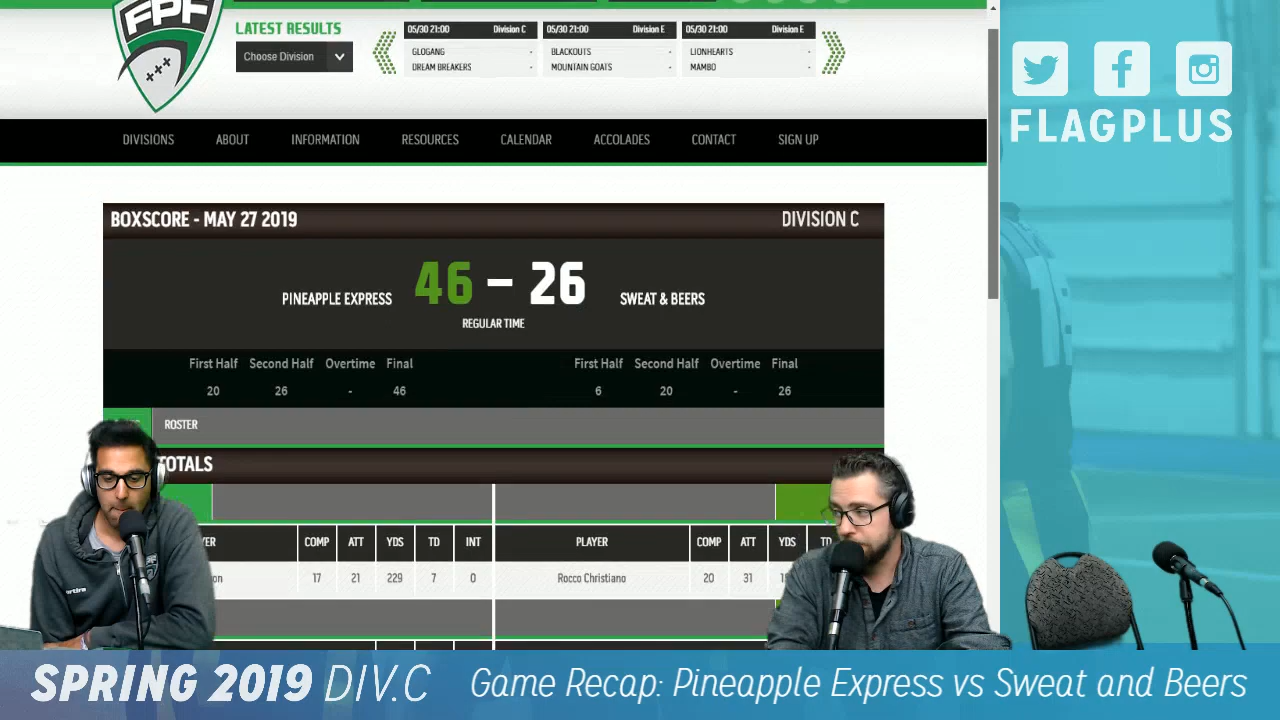 FPF
LATEST RESULTS
Choose Division
05/30 21:00 Division C
GLOGANG -
DREAM BREAKERS -
05/30 21:00 Division E
BLACKOUTS -
MOUNTAIN GOATS -
05/30 21:00 Division E
LIONHEARTS -
MAMBO -
FLAGPLUS
DIVISIONS ABOUT INFORMATION RESOURCES CALENDAR ACCOLADES CONTACT SIGN UP
BOXSCORE - MAY 27 2019 DIVISION C
PINEAPPLE EXPRESS 46 - 26 SWEAT & BEERS
REGULAR TIME
First Half Second Half Overtime Final First Half Second Half Overtime Final
20 26 - 46 6 20 - 26
ROSTER
TOTALS
COMP ATT YDS TD INT PLAYER COMP ATT YDS TD
17 21 229 7 0 Rocco Christiano 20 31
SPRING 2019 DIV.C Game Recap: Pineapple Express vs Sweat and Beers